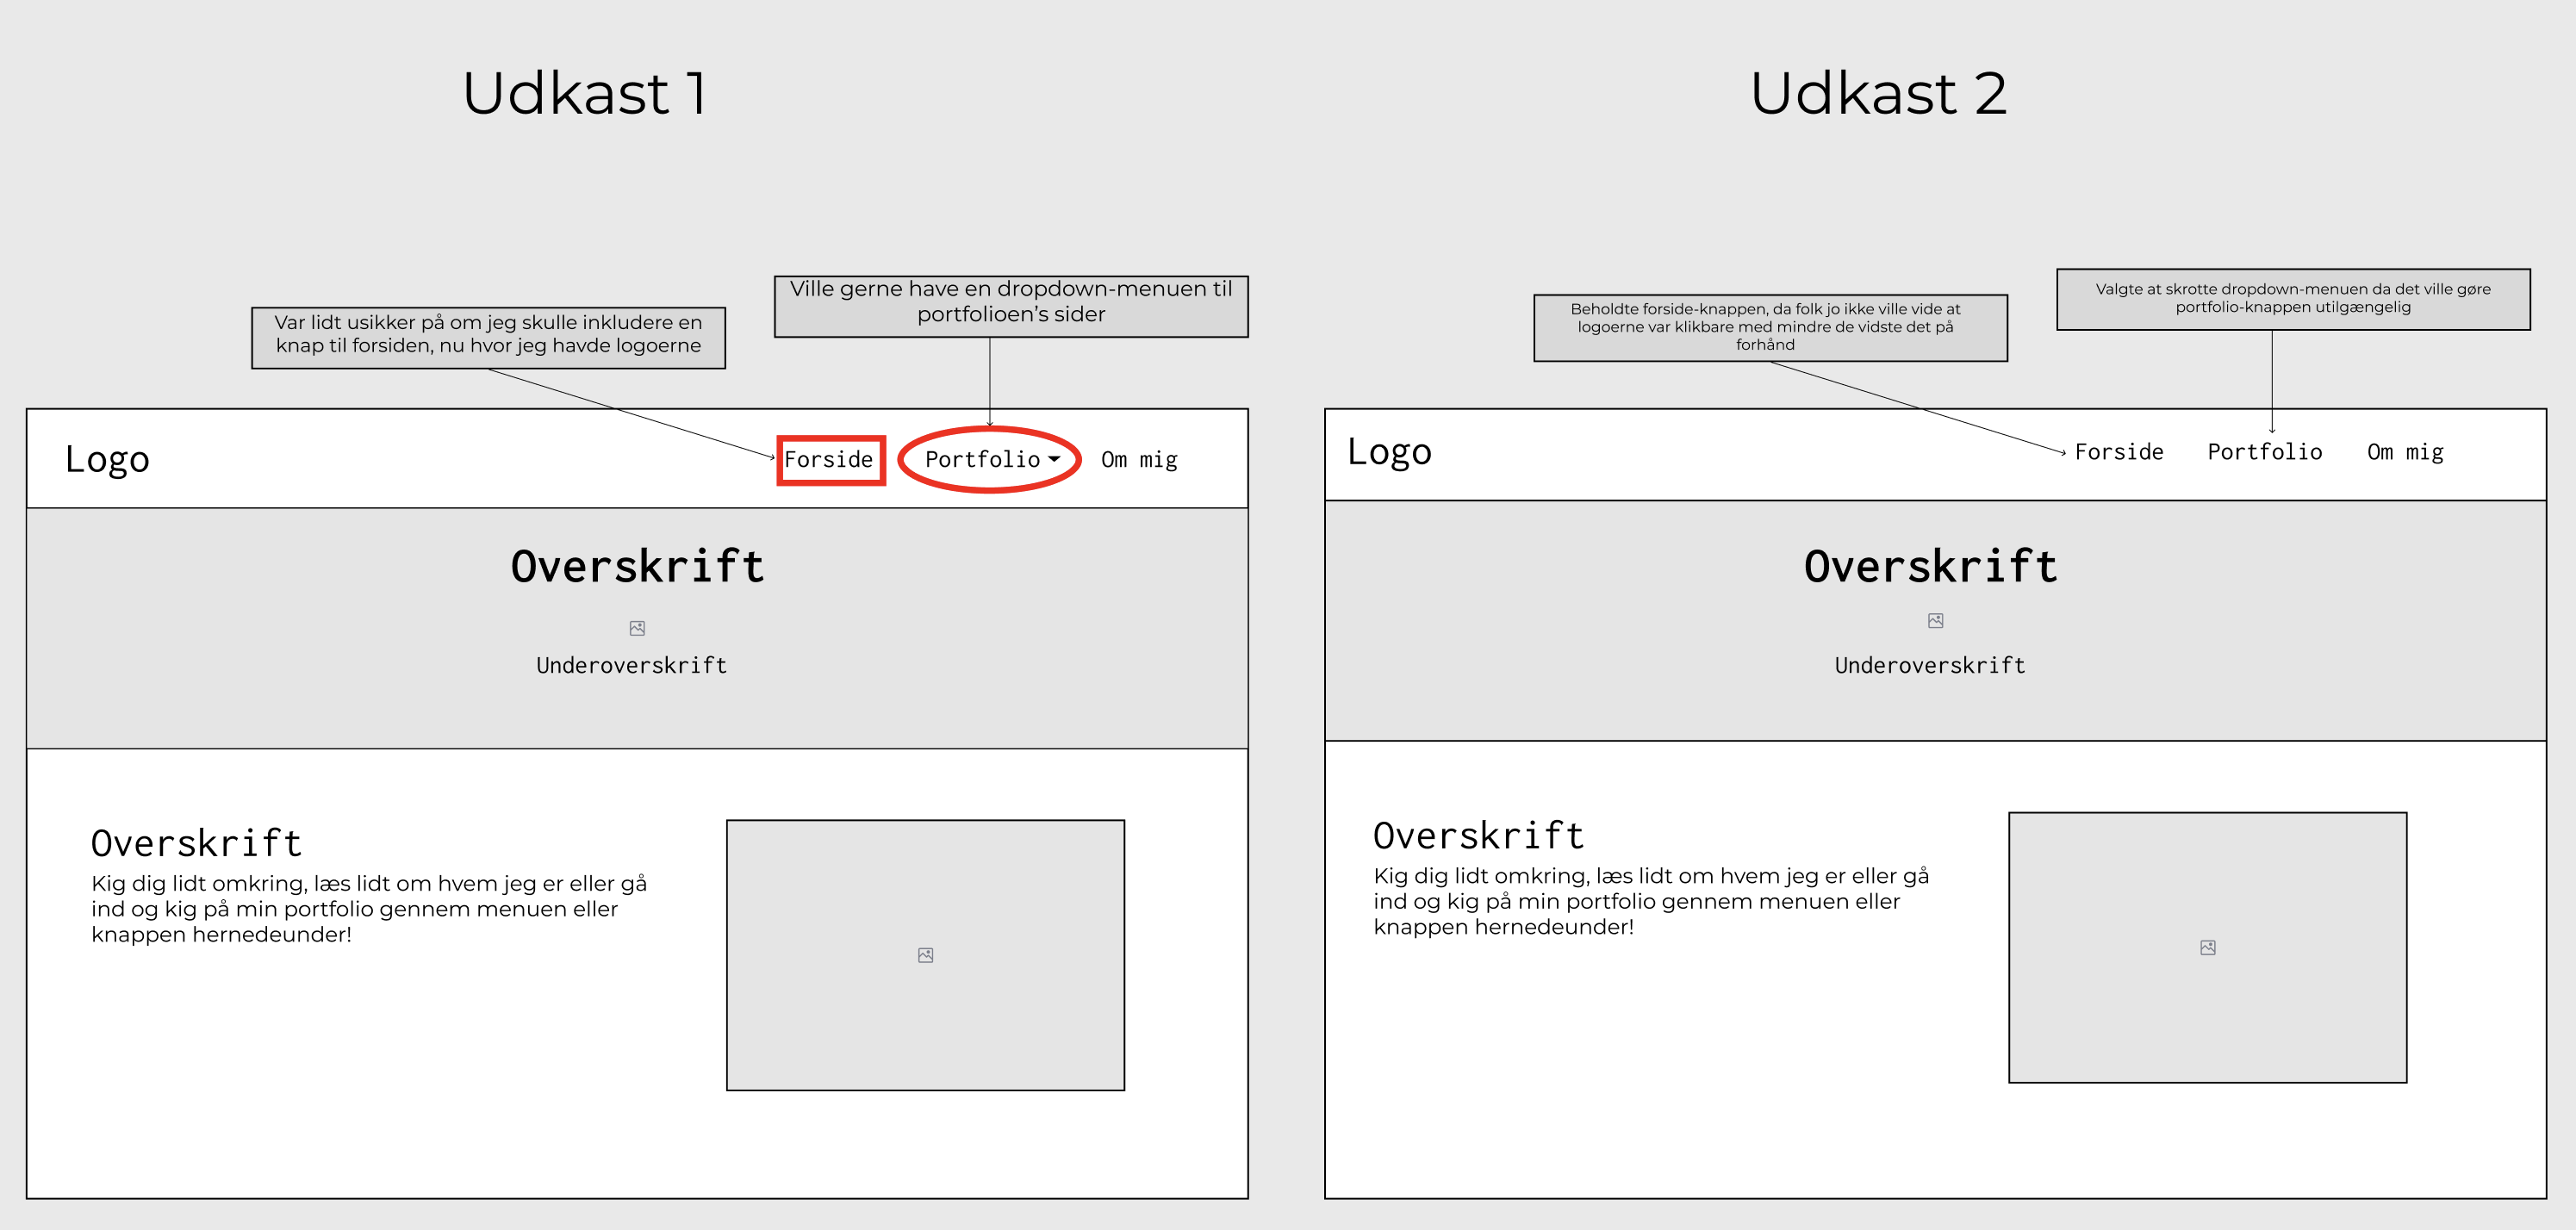 Udkast 1
Var lidt usikker på om jeg skulle inkludere en
knap til forsiden, nu hvor jeg havde logoerne
Ville gerne have en dropdown-menuen til
portfolioen's sider
Logo
Forside
Portfolio
Om mig
Overskrift
Underoverskrift
Overskrift
Kig dig lidt omkring, læs lidt om hvem jeg er eller gå
ind og kig på min portfolio gennem menuen eller
knappen hernedeunder!
Udkast 2
Beholdte forside-knappen, da folk jo ikke ville vide at
logoerne var klikbare med mindre de vidste det på
forhånd
Valgte at skrotte dropdown-menuen da det ville gøre
portfolio-knappen utilgængelig
Logo
Forside
Portfolio
Om mig
Overskrift
Underoverskrift
Overskrift
Kig dig lidt omkring, læs lidt om hvem jeg er eller gå
ind og kig på min portfolio gennem menuen eller
knappen hernedeunder!